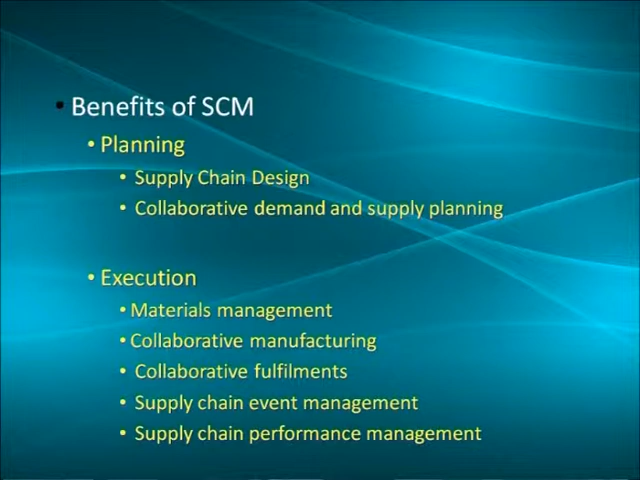 • Benefits of SCM
• Planning
• Supply Chain Design
• Collaborative demand and supply planning
• Execution
• Materials management
• Collaborative manufacturing
• Collaborative fulfilments
• Supply chain event management
• Supply chain performance management